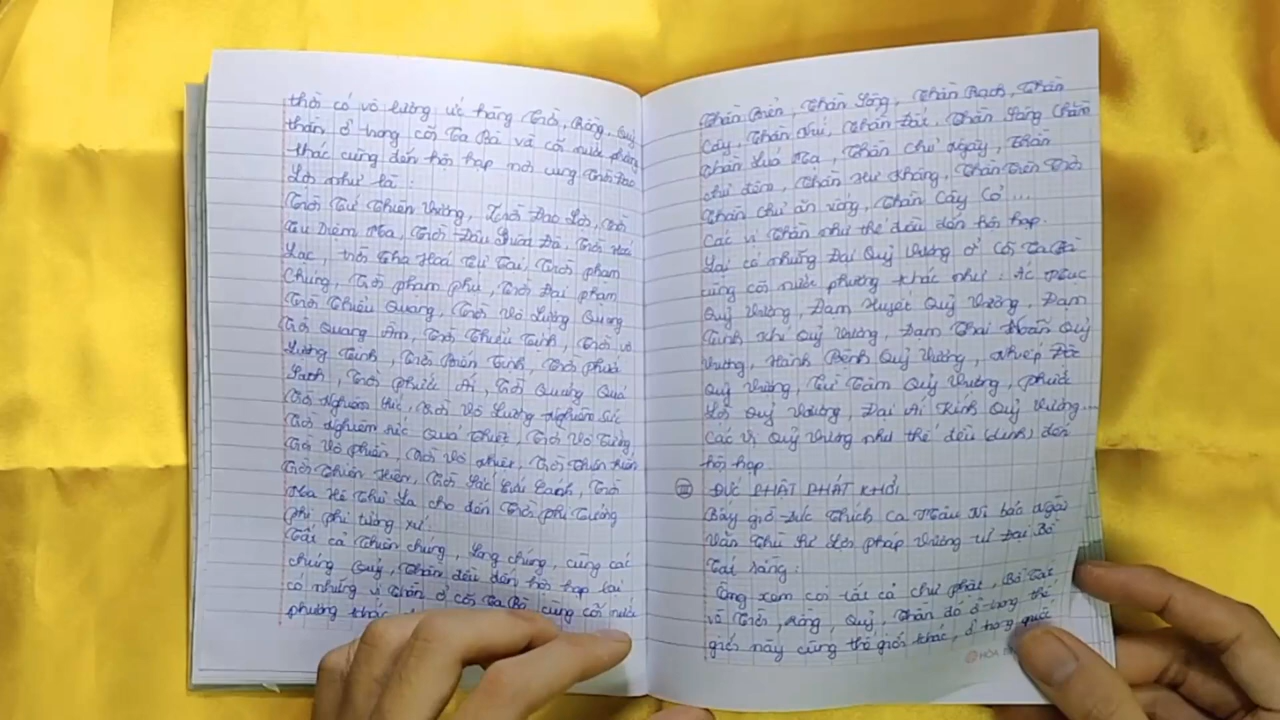 thời có vô lường ức hằng Trời, Rồng, Quỷ
thần ở trong cõi Ta Bà và cõi nước phương
khác cùng đến hội họp nơi cung Trời Đao
Lợi như là:
Trời Tứ Thiên Vương, Trời Đao Lợi, Trời
Tu Diệm Ma, Trời Đâu Suất Đà, Trời Hoá
Lạc, trời Tha Hoá Tự Tại, Trời phạm
Chúng, Trời phạm phụ, Trời Đại phạm
Trời Thiểu Quang, Trời Vô Lượng Quang
Trời Quang Âm, Trời Thiểu Tịnh, Trời Vô
Lượng Tịnh, Trời Biến Tịnh, Trời phước
Sanh, Trời phước Ái, Trời Quảng Quả
Trời Nghiêm Sức, Trời Vô Lượng Nghiêm Sức
Trời Nghiêm Sức Quả Thiệt, Trời Vô Tưởng
Trời Vô phiền, Trời Vô Nhiệt, Trời Thiện Kiến
Trời Thiện Hiện, Trời Sắc Cứu Cánh, Trời
Ma Hê Thủ La cho đến Trời phi Tưởng
phi phi tưởng xứ.
Tất cả Thiên chúng, Long chúng, cùng các
chúng Quỷ, Thần đều đến hội họp lại
có những vị Thần ở cõi Ta Bà cùng cõi nước
phương khác
Thần Biển, Thần Sông, Thần Rạch, Thần
Cây, Thần Núi, Thần Đất, Thần Sông Chằm
Thần Lúa Mạ, Thần Chủ Ngày, Thần
chủ đêm, Thần Hư Không, Thần Trên Trời
Thần chủ ăn uống, Thần Cây Cỏ ...
Các vị Thần như thế đều đến hội họp.
Lại có những Đại Quỷ Vương ở Cõi Ta Bà
cùng cõi nước phương khác như: Ác Mục
Quỷ Vương, Đạm Huyết Quỷ Vương, Đạm
Tinh Khí Quỷ Vương, Đạm Thai Noãn Quỷ
Vương, Hành Bệnh Quỷ Vương, Nhiếp Độc
Quỷ Vương, Từ Tâm Quỷ Vương, phước
Lợi Quỷ Vương, Đại Ái Kính Quỷ Vương...
Các vị Quỷ Vương như thế đều (dính) đến
hội họp.
III ĐỨC PHẬT PHÁT KHỞI
Bấy giờ Đức Thích Ca Mâu Ni bảo Ngài
Văn Thù Sư Lợi pháp Vương tử Đại Bồ
Tát rằng:
Ông xem coi tất cả chư phật, Bồ Tát
và Trời, Rồng, Quỷ, Thần đó ở trong thế
giới này cùng thế giới khác, ở trong quốc
HÒA